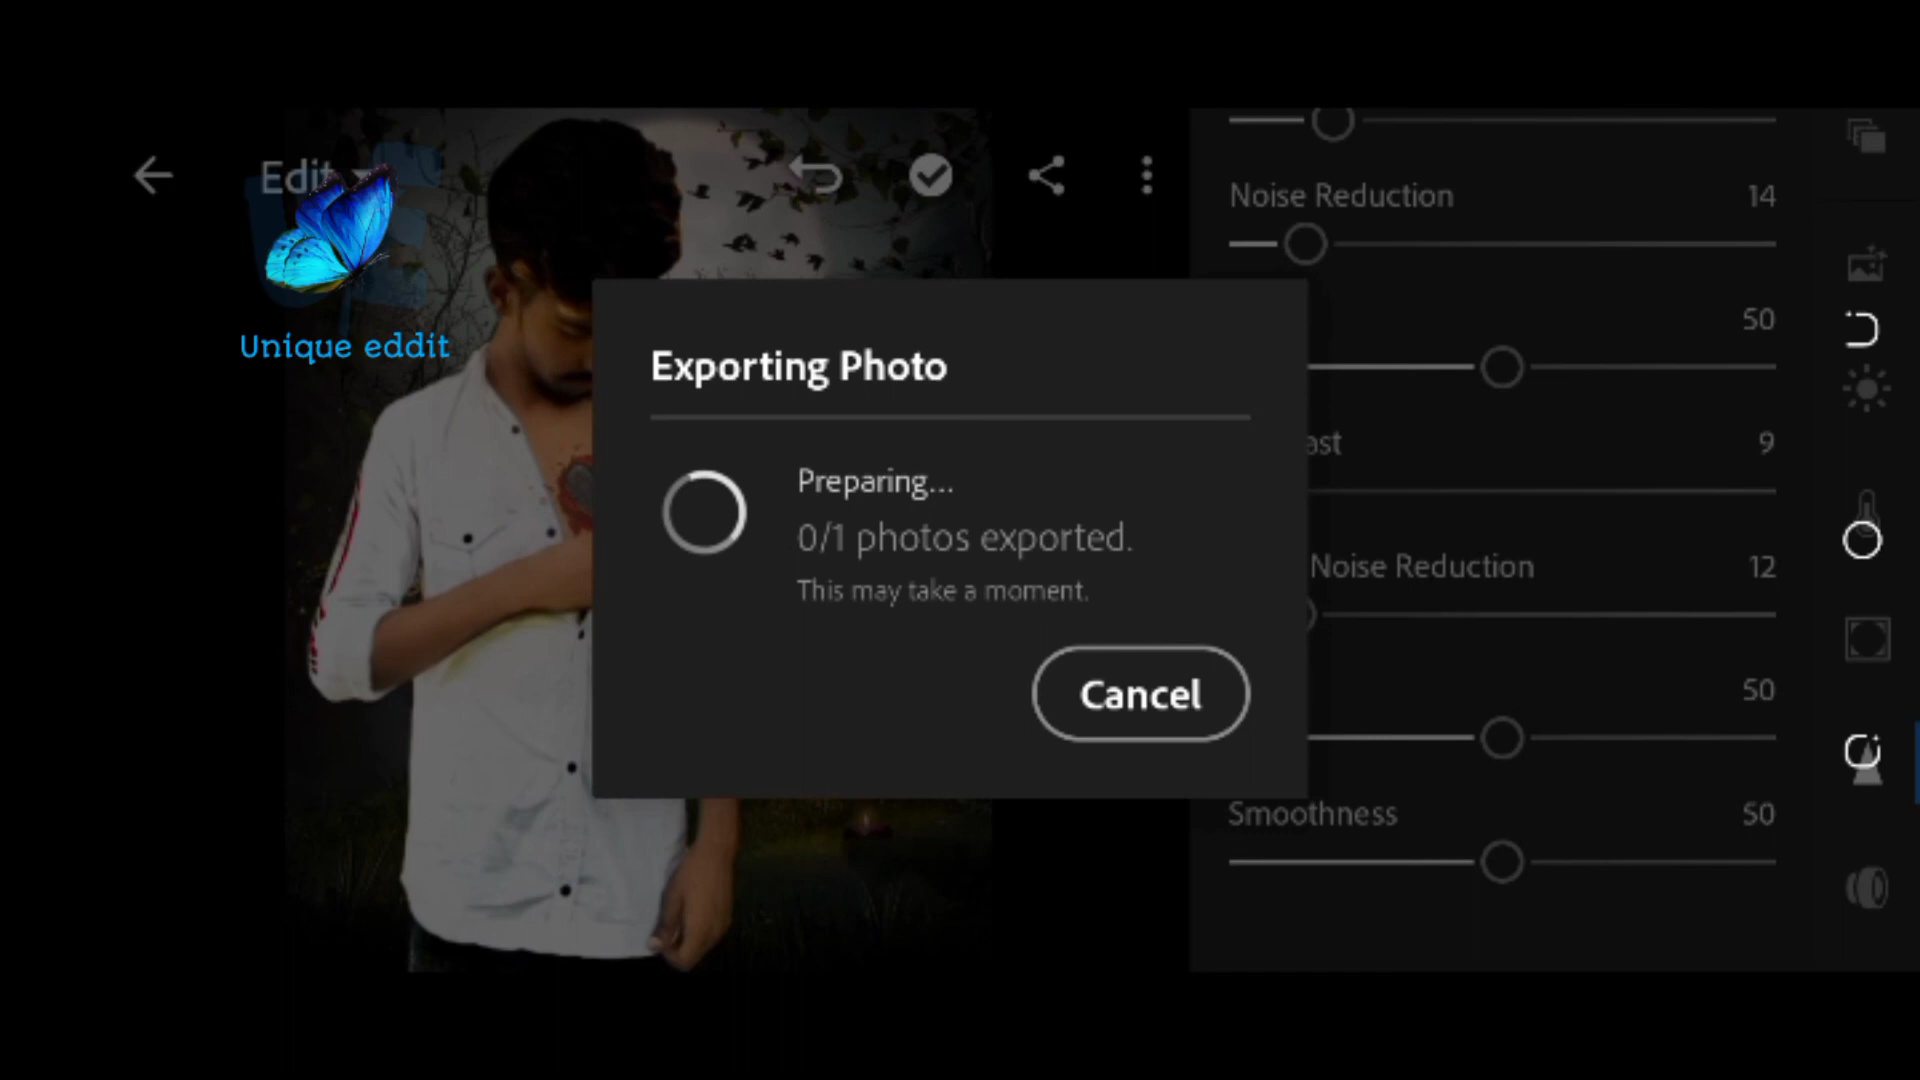 Edit
Unique eddit
Noise Reduction 14
50
ast 9
Noise Reduction 12
50
Smoothness 50
Exporting Photo
Preparing...
0/1 photos exported.
This may take a moment.
Cancel